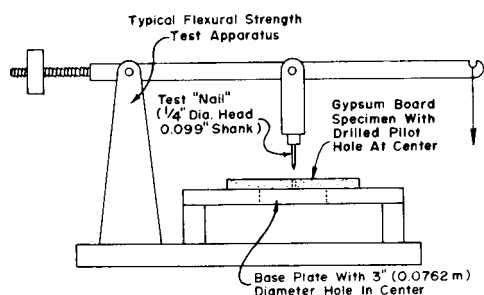 Typical Flexural Strength
Test Apparatus
Test "Nail"
(1/4" Dia. Head
0.099" Shank)
Gypsum Board
Specimen With
Drilled Pilot
Hole At Center
Base Plate With 3" (0.0762 m)
Diameter Hole In Center